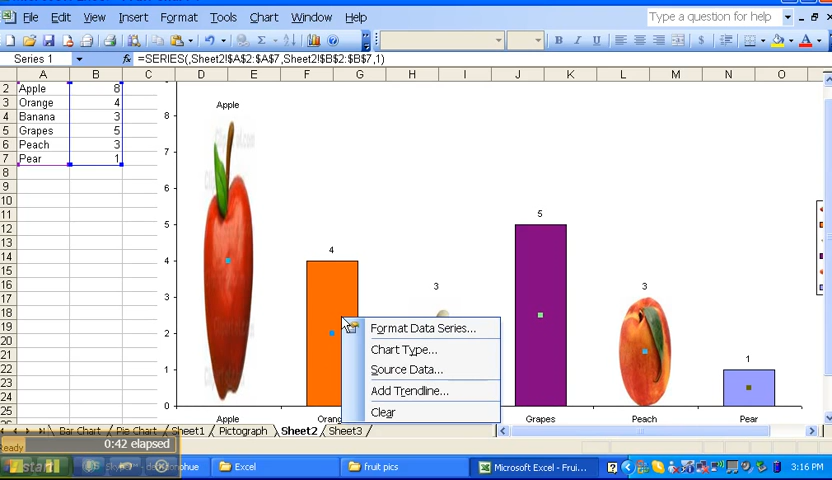 File Edit View Insert Format Tools Chart Window Help Type a question for help
B I U
Series 1 =SERIES(,Sheet2!$A$2:$A$7,Sheet2!$B$2:$B$7,1)
A B C D E F G H I J K L M N O
2 Apple 8
3 Orange 4
4 Banana 3
5 Grapes 5
6 Peach 3
7 Pear 1
8
9
10
11
12
13
14
15
16
17
18
19
20
21
22
23
24
25
Apple
8
7
6
5
4
3
2
1
0
4
3
5
3
1
Format Data Series...
Chart Type...
Source Data...
Add Trendline...
Clear
Apple Grapes Peach Pear
Bar Chart Pie Chart Sheet1 Pictograph Sheet2 Sheet3
Ready
0:42 elapsed
start Excel fruit pics Microsoft Excel - Frui... 3:16 PM